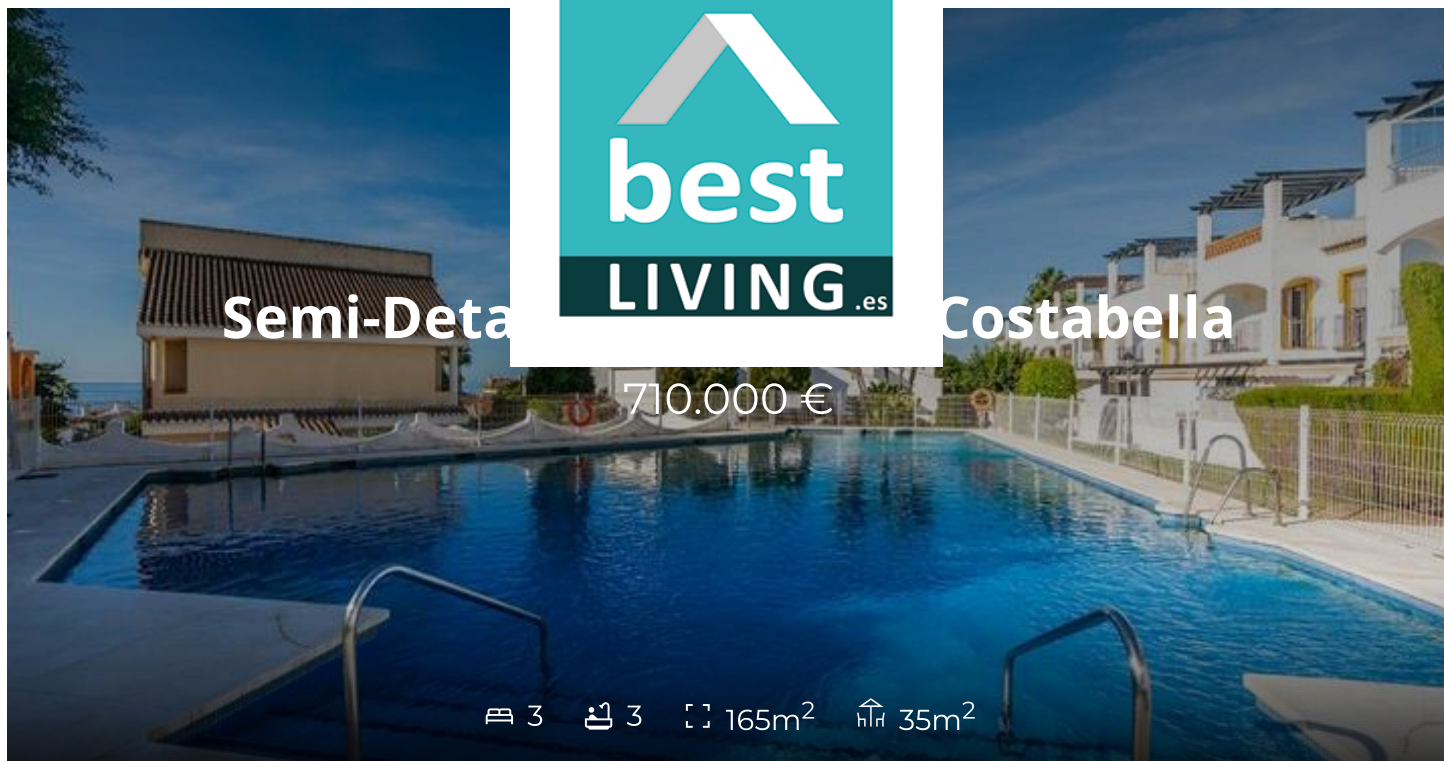 best
LIVING.es
Semi-Deta Costabella
710.000 €
3 3 165m² 35m²